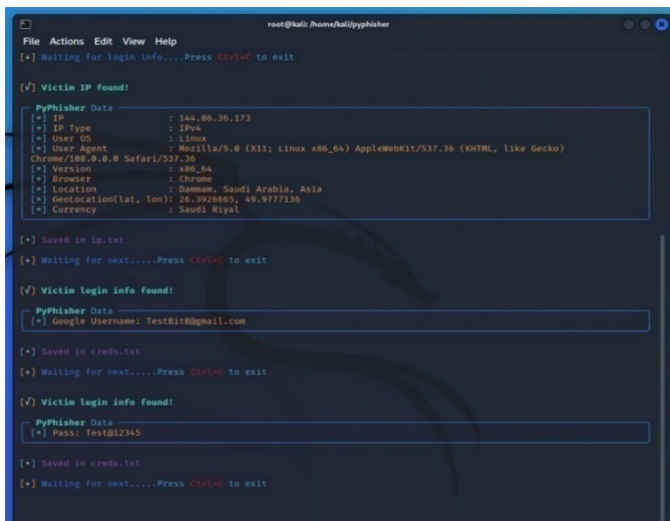 root@kali: /home/kali/pyphisher
File Actions Edit View Help
[+] Waiting for login info....Press Ctrl+C to exit
[√] Victim IP found!
PyPhisher Data
[*] IP : 144.86.36.173
[*] IP Type : IPv4
[*] User OS : Linux
[*] User Agent : Mozilla/5.0 (X11; Linux x86_64) AppleWebKit/537.36 (KHTML, like Gecko)
Chrome/108.0.0.0 Safari/537.36
[*] Version : x86_64
[*] Browser : Chrome
[*] Location : Dammam, Saudi Arabia, Asia
[*] GeoLocation(lat, lon): 26.3926665, 49.9777136
[*] Currency : Saudi Riyal
[•] Saved in ip.txt
[+] Waiting for next.....Press Ctrl+C to exit
[√] Victim login info found!
PyPhisher Data
[*] Google Username: TestBitB@gmail.com
[•] Saved in creds.txt
[+] Waiting for next.....Press Ctrl+C to exit
[√] Victim login info found!
PyPhisher Data
[*] Pass: Test@12345
[•] Saved in creds.txt
[+] Waiting for next.....Press Ctrl+C to exit